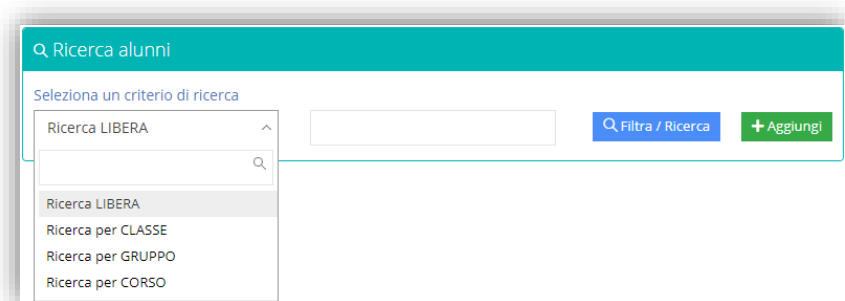 Ricerca alunni
Seleziona un criterio di ricerca
Ricerca LIBERA
Filtra / Ricerca
Aggiungi
Ricerca LIBERA
Ricerca per CLASSE
Ricerca per GRUPPO
Ricerca per CORSO